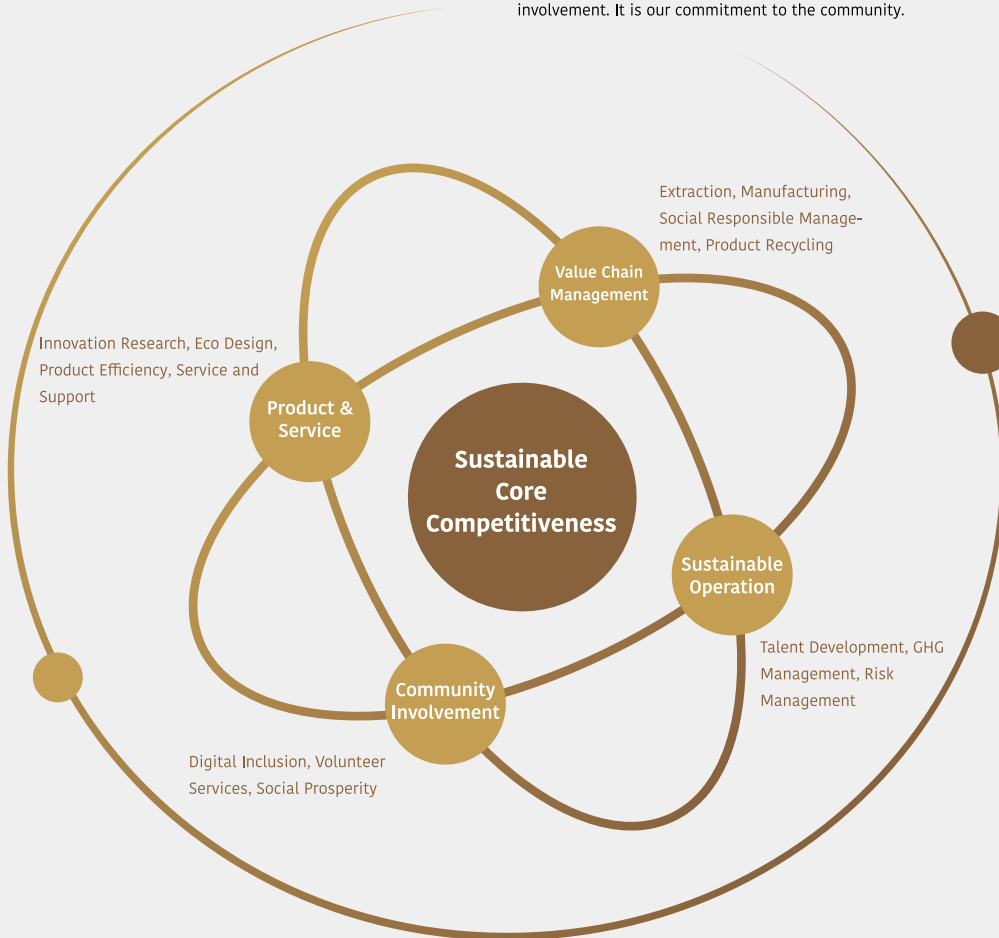 involvement. It is our commitment to the community.
Extraction, Manufacturing,
Social Responsible Manage-
ment, Product Recycling
Value Chain
Management
Innovation Research, Eco Design,
Product Efficiency, Service and
Support
Product &
Service
Sustainable
Core
Competitiveness
Sustainable
Operation
Talent Development, GHG
Management, Risk
Management
Community
Involvement
Digital Inclusion, Volunteer
Services, Social Prosperity